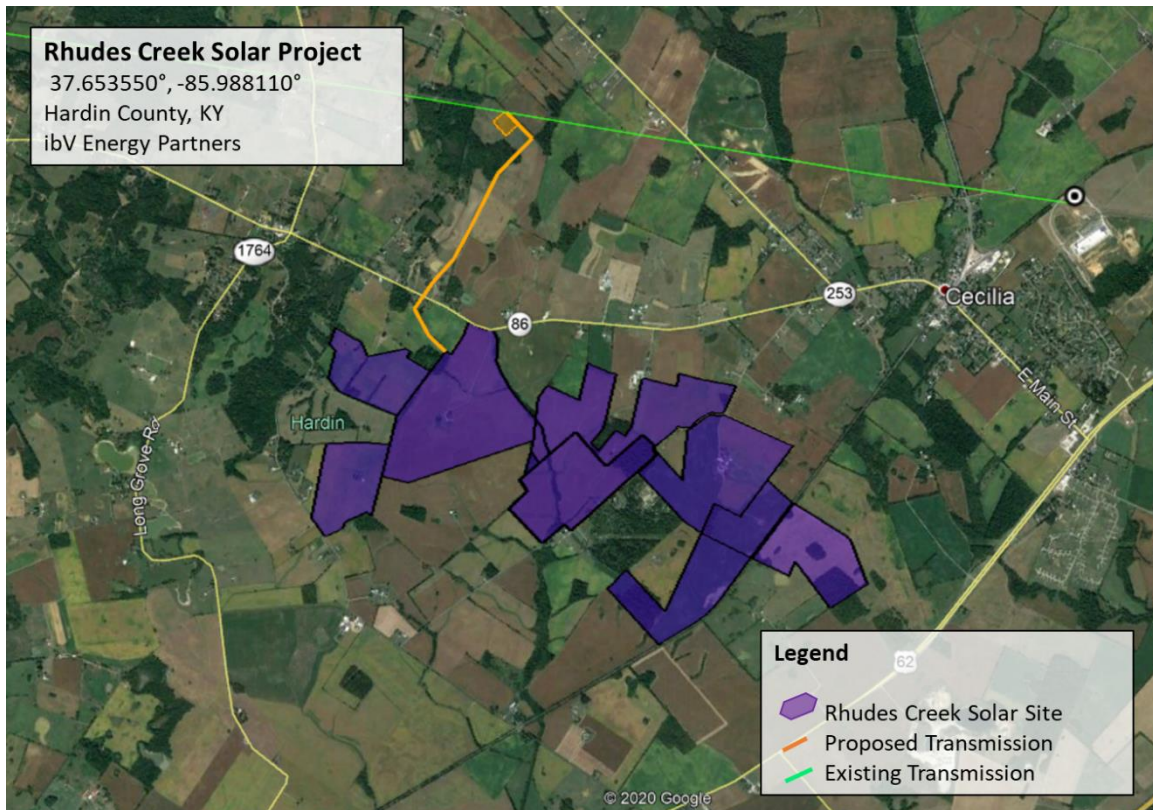 Rhudes Creek Solar Project
37.653550°, -85.988110°
Hardin County, KY
ibV Energy Partners
1764
253
86
Cecilia
E Main St
Hardin
Long Grove Rd
62
Legend
Rhudes Creek Solar Site
Proposed Transmission
Existing Transmission
© 2020 Google